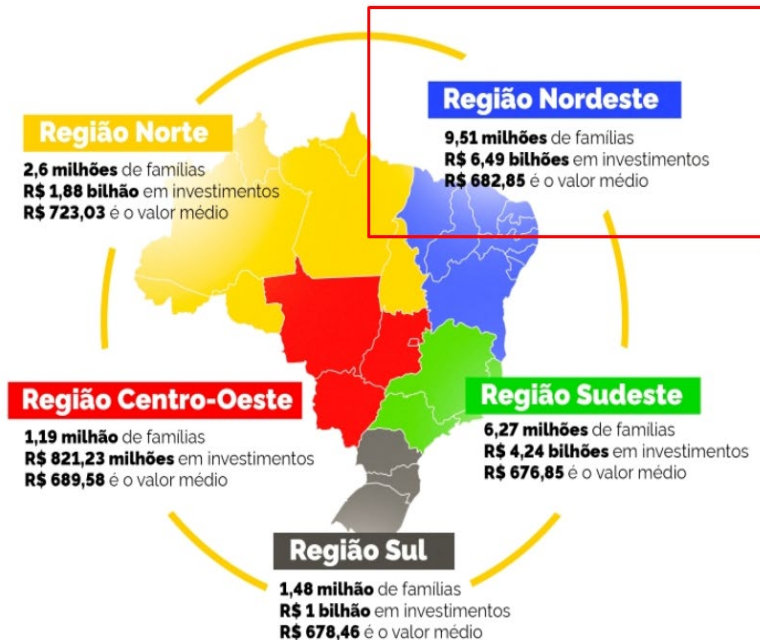 Região Norte
2,6 milhões de famílias
R$ 1,88 bilhão em investimentos
R$ 723,03 é o valor médio
Região Nordeste
9,51 milhões de famílias
R$ 6,49 bilhões em investimentos
R$ 682,85 é o valor médio
Região Centro-Oeste
1,19 milhão de famílias
R$ 821,23 milhões em investimentos
R$ 689,58 é o valor médio
Região Sudeste
6,27 milhões de famílias
R$ 4,24 bilhões em investimentos
R$ 676,85 é o valor médio
Região Sul
1,48 milhão de famílias
R$ 1 bilhão em investimentos
R$ 678,46 é o valor médio